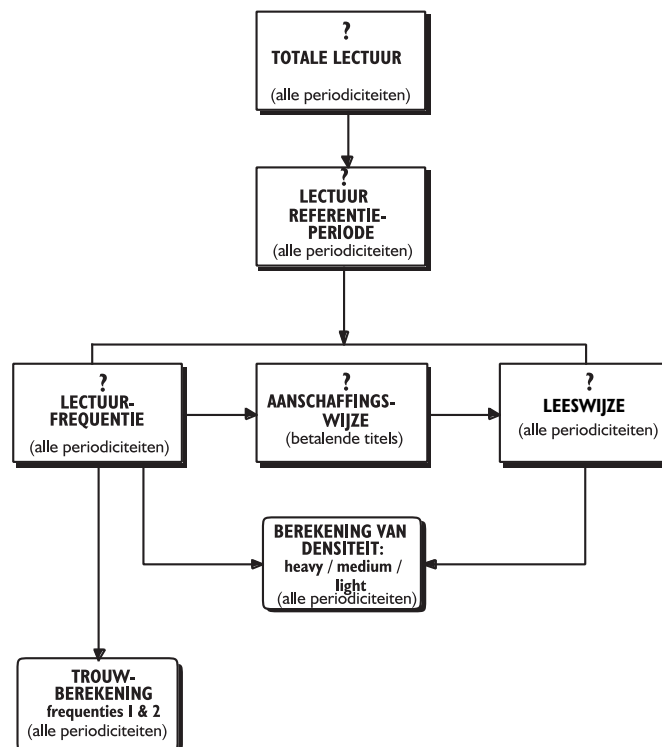 ?
TOTALE LECTUUR
(alle periodiciteiten)
?
LECTUUR
REFERENTIE-
PERIODE
(alle periodiciteiten)
?
LECTUUR-
FREQUENTIE
(alle periodiciteiten)
?
AANSCHAFFINGS-
WIJZE
(betalende titels)
?
LEESWIJZE
(alle periodiciteiten)
BEREKENING VAN
DENSITEIT:
heavy / medium /
light
(alle periodiciteiten)
TROUW-
BEREKENING
frequenties 1 & 2
(alle periodiciteiten)